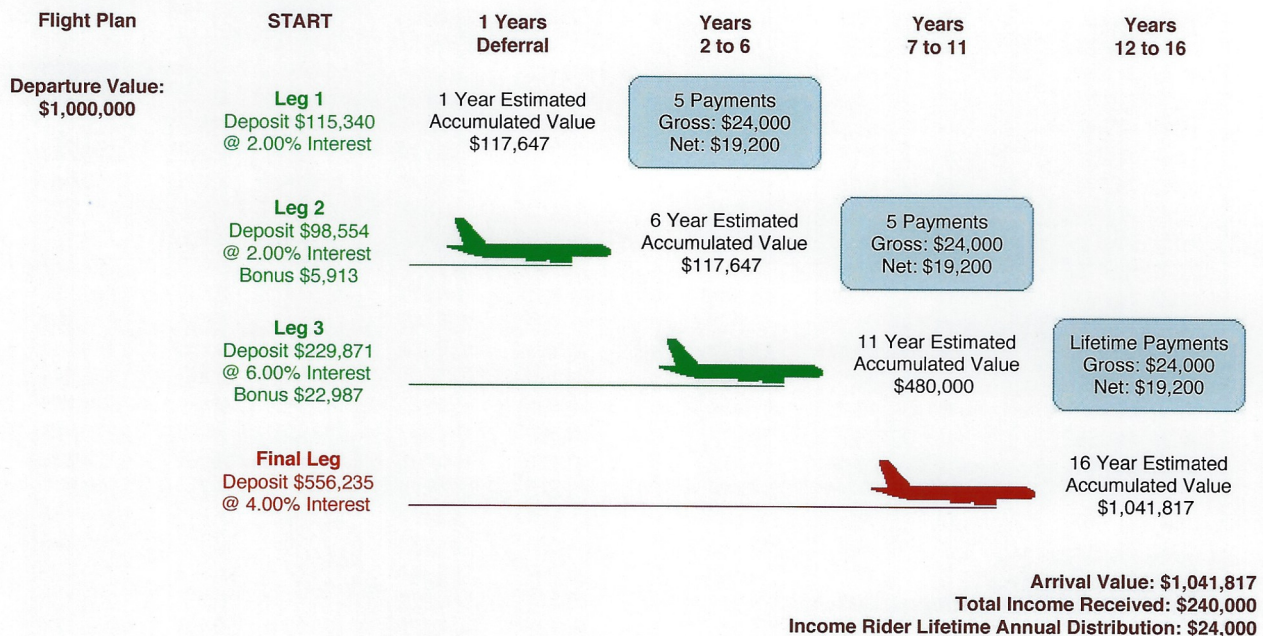 Flight Plan
START
1 Years
Deferral
Years
2 to 6
Years
7 to 11
Years
12 to 16
Departure Value:
$1,000,000
Leg 1
Deposit $115,340
@ 2.00% Interest
1 Year Estimated
Accumulated Value
$117,647
5 Payments
Gross: $24,000
Net: $19,200
Leg 2
Deposit $98,554
@ 2.00% Interest
Bonus $5,913
6 Year Estimated
Accumulated Value
$117,647
5 Payments
Gross: $24,000
Net: $19,200
Leg 3
Deposit $229,871
@ 6.00% Interest
Bonus $22,987
11 Year Estimated
Accumulated Value
$480,000
Lifetime Payments
Gross: $24,000
Net: $19,200
Final Leg
Deposit $556,235
@ 4.00% Interest
16 Year Estimated
Accumulated Value
$1,041,817
Arrival Value: $1,041,817
Total Income Received: $240,000
Income Rider Lifetime Annual Distribution: $24,000